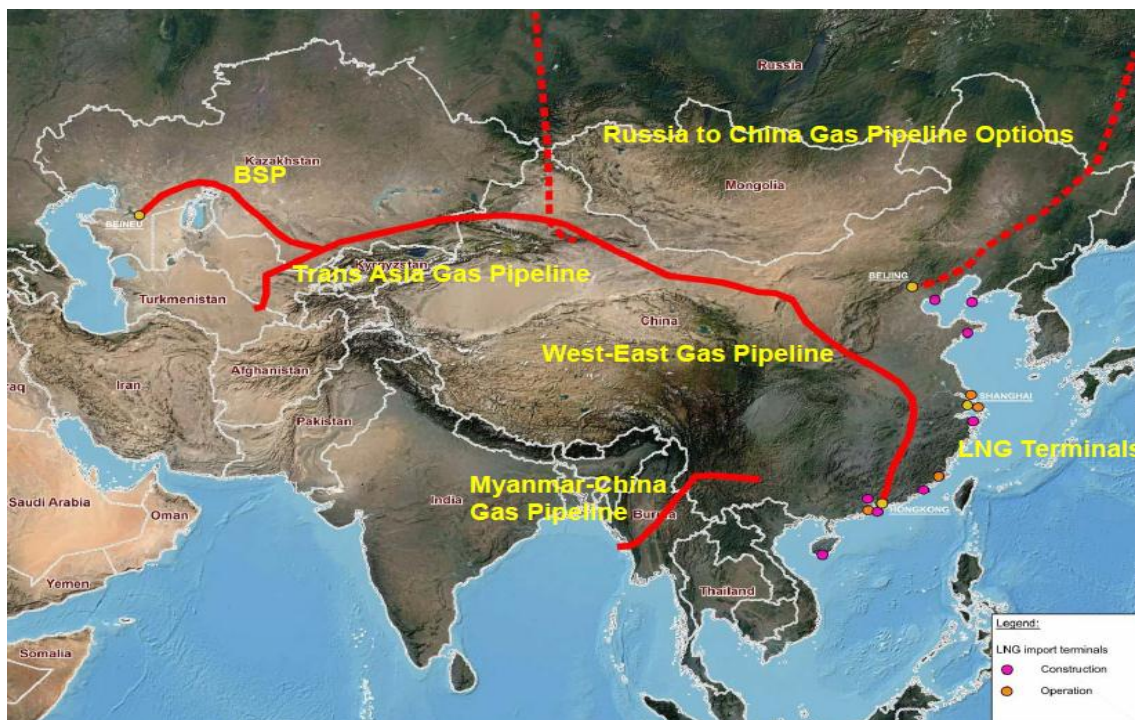 Russia
Russia to China Gas Pipeline Options
Kazakhstan
BSP
Mongolia
BEINEU
Kyrgyzstan
Trans Asia Gas Pipeline
BEIJING
Turkmenistan
China
West-East Gas Pipeline
Iran
Afghanistan
Pakistan
SHANGHAI
LNG Terminals
Saudi Arabia
Oman
India
Myanmar-China
Gas Pipeline
Burma
HONGKONG
Yemen
Thailand
Somalia
Legend:
LNG import terminals
Construction
Operation